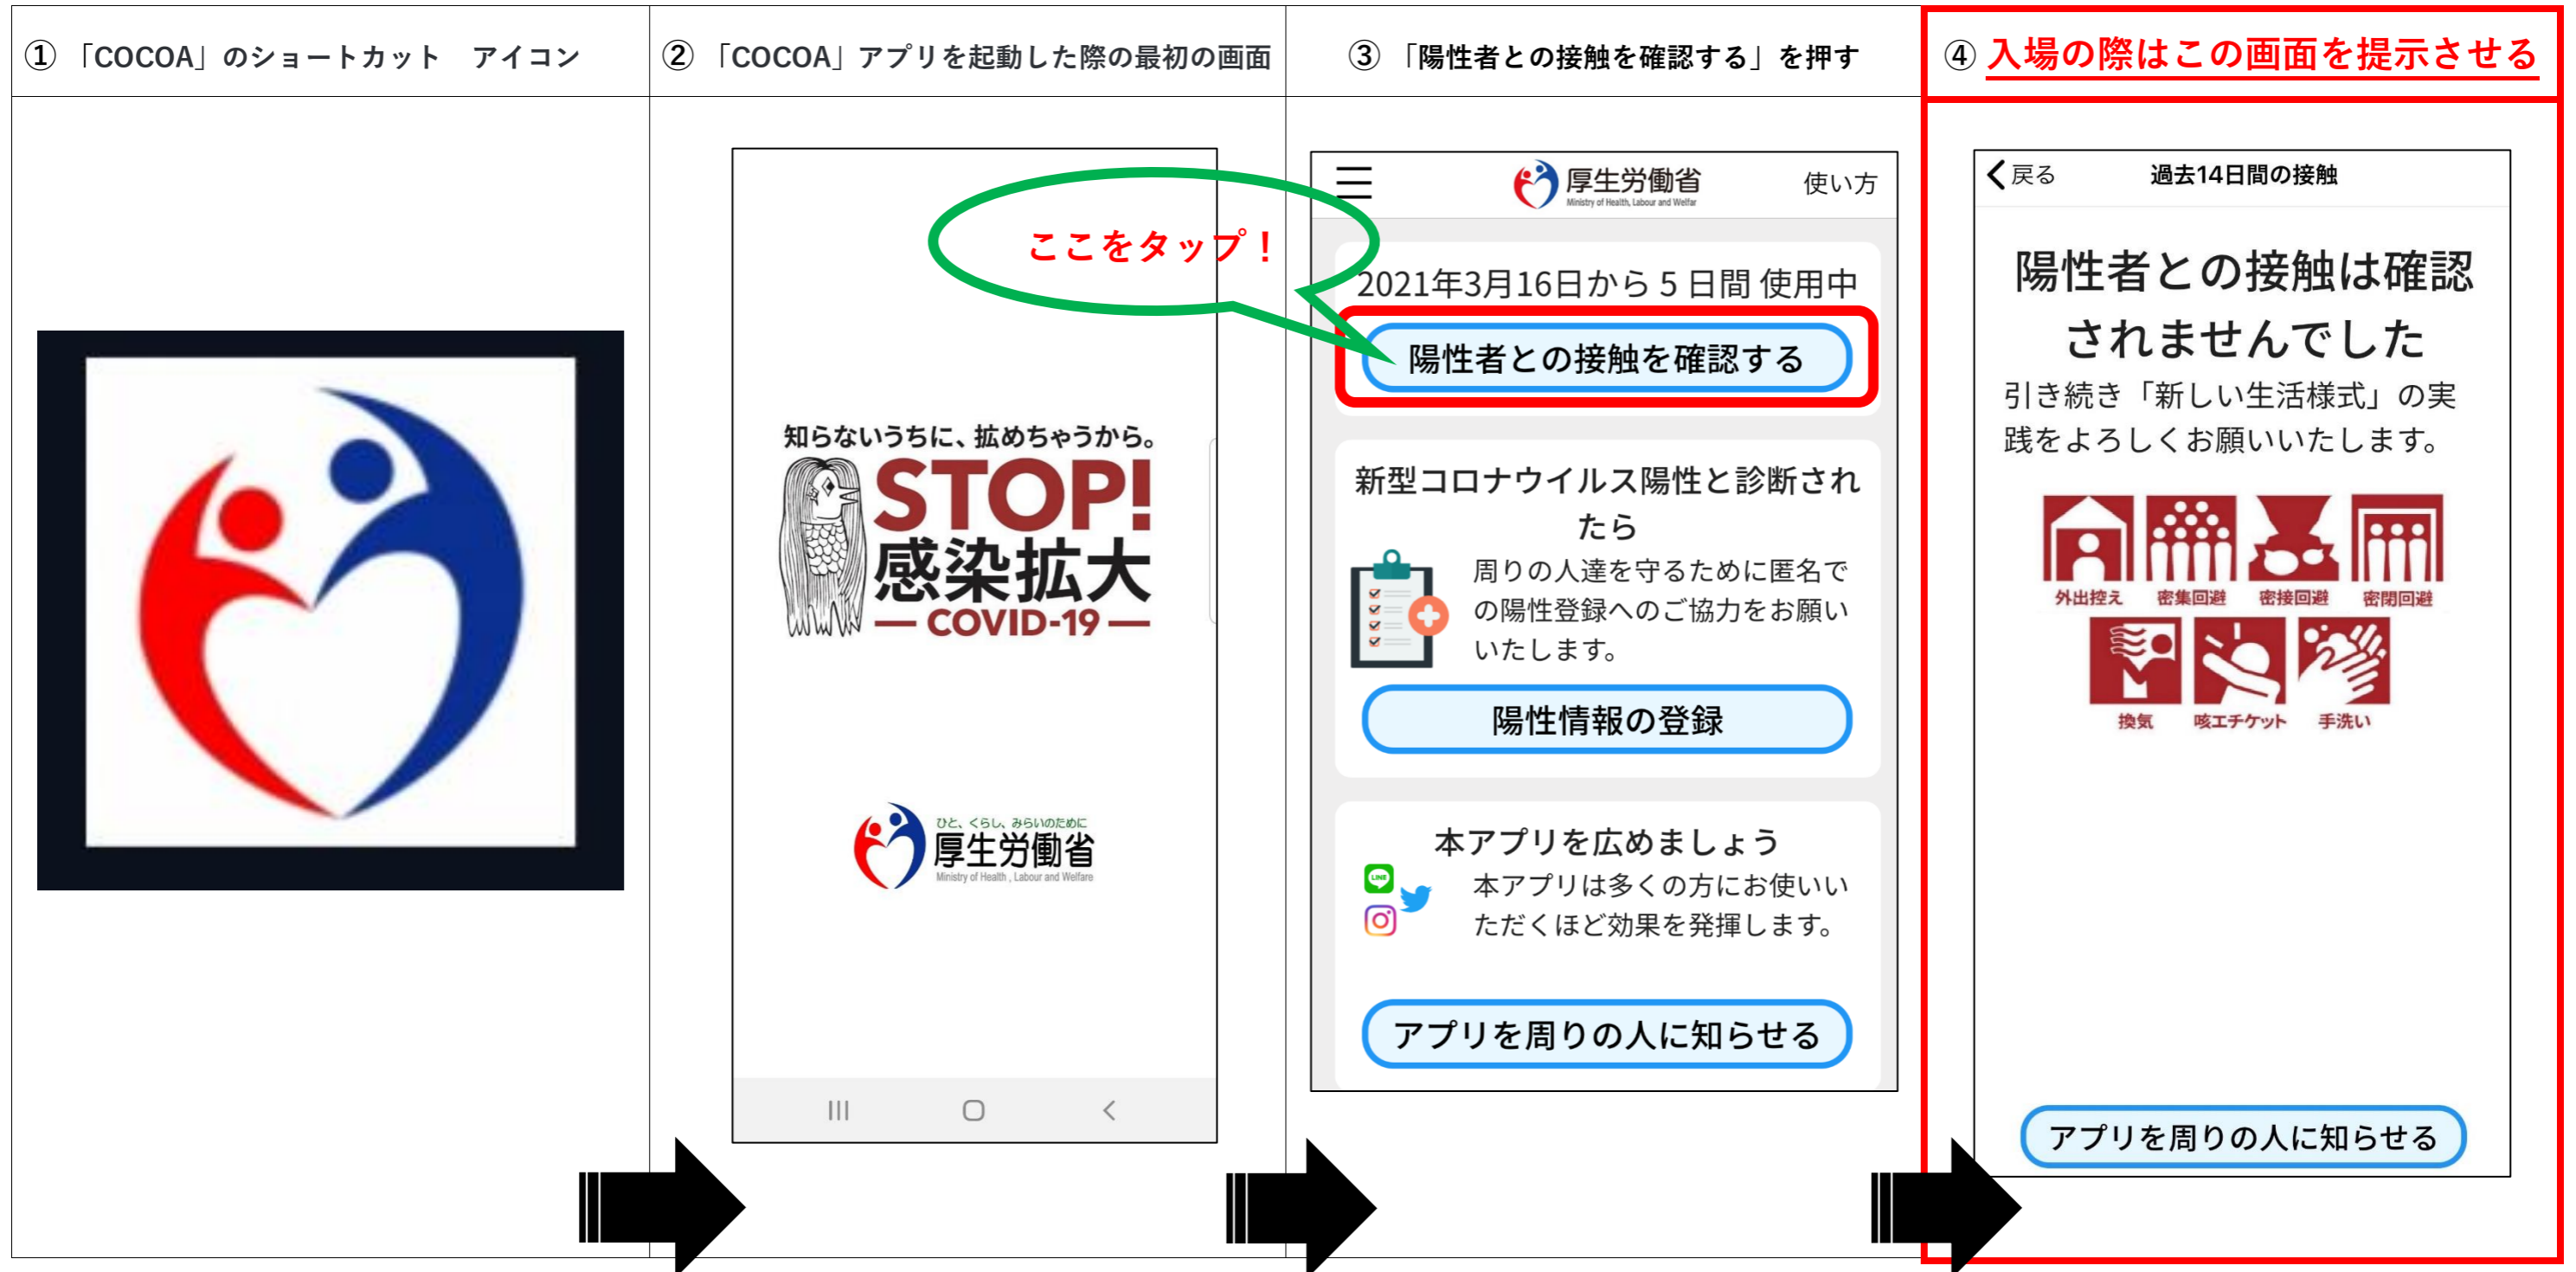 ① 「COCOA」のショートカット　アイコン
② 「COCOA」アプリを起動した際の最初の画面
③ 「陽性者との接触を確認する」を押す
④ 入場の際はこの画面を提示させる
知らないうちに、拡めちゃうから。
STOP!
感染拡大
COVID-19
ひと、くらし、みらいのために
厚生労働省
Ministry of Health , Labour and Welfare
ここをタップ！
厚生労働省
Ministry of Health, Labour and Welfar
使い方
2021年3月16日から 5 日間 使用中
陽性者との接触を確認する
新型コロナウイルス陽性と診断され
たら
周りの人達を守るために匿名で
の陽性登録へのご協力をお願い
いたします。
陽性情報の登録
本アプリを広めましょう
LINE
本アプリは多くの方にお使いい
ただくほど効果を発揮します。
アプリを周りの人に知らせる
戻る
過去14日間の接触
陽性者との接触は確認
されませんでした
引き続き「新しい生活様式」の実
践をよろしくお願いいたします。
外出控え 密集回避 密接回避 密閉回避
換気 咳エチケット 手洗い
アプリを周りの人に知らせる